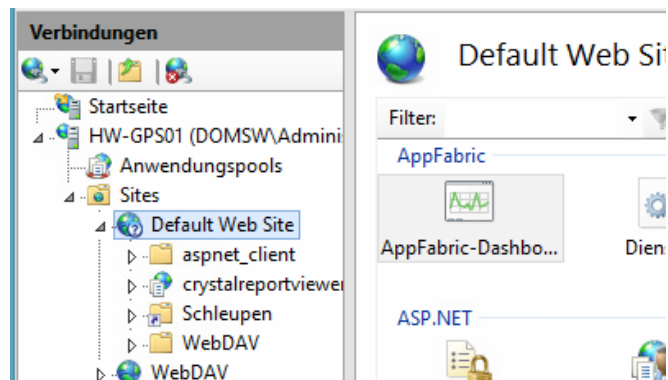 Verbindungen
Startseite
HW-GPS01 (DOMSW\Admini
Anwendungspools
Sites
Default Web Site
aspnet_client
crystalreportviewer
Schleupen
WebDAV
WebDAV
Default Web Sit
Filter:
AppFabric
AppFabric-Dashbo...
Diens
ASP.NET